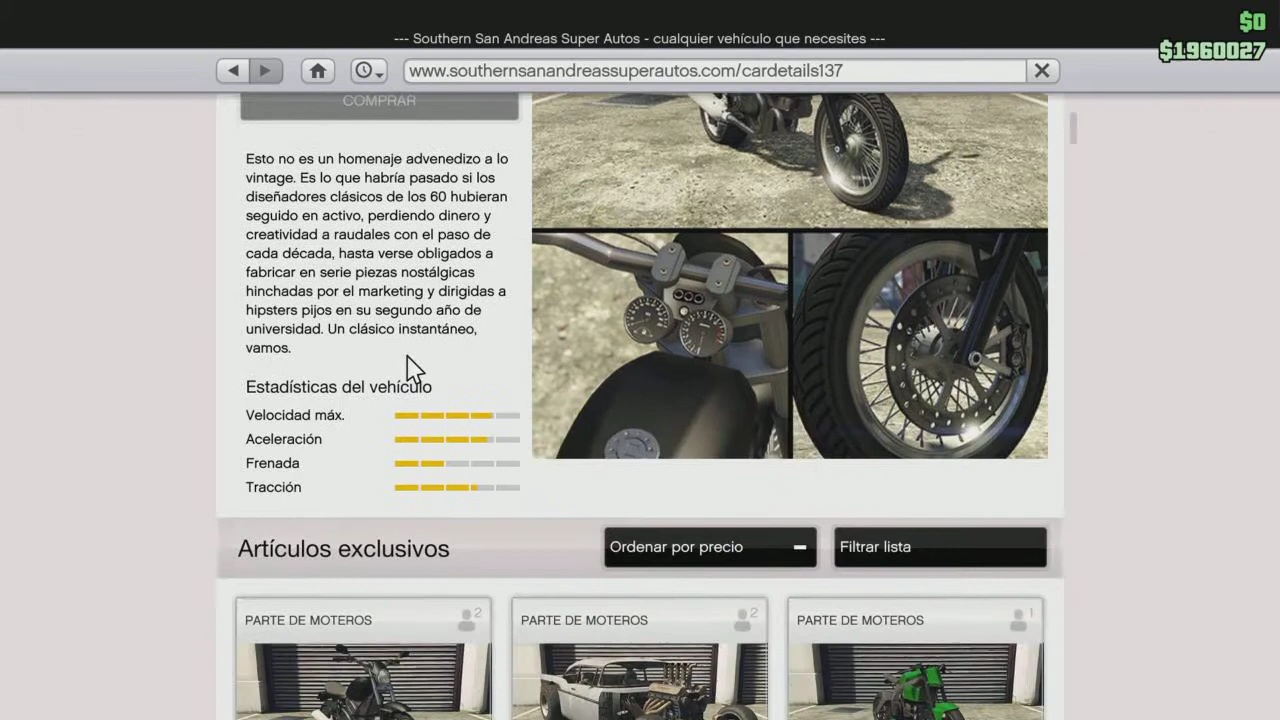 $0
--- Southern San Andreas Super Autos - cualquier vehículo que necesites ---
$1960027
www.southernsanandreassuperautos.com/cardetails137
COMPRAR
Esto no es un homenaje advenedizo a lo
vintage. Es lo que habría pasado si los
diseñadores clásicos de los 60 hubieran
seguido en activo, perdiendo dinero y
creatividad a raudales con el paso de
cada década, hasta verse obligados a
fabricar en serie piezas nostálgicas
hinchadas por el marketing y dirigidas a
hipsters pijos en su segundo año de
universidad. Un clásico instantáneo,
vamos.
Estadísticas del vehículo
Velocidad máx.
Aceleración
Frenada
Tracción
Artículos exclusivos
Ordenar por precio
Filtrar lista
PARTE DE MOTEROS 2
PARTE DE MOTEROS 2
PARTE DE MOTEROS 1